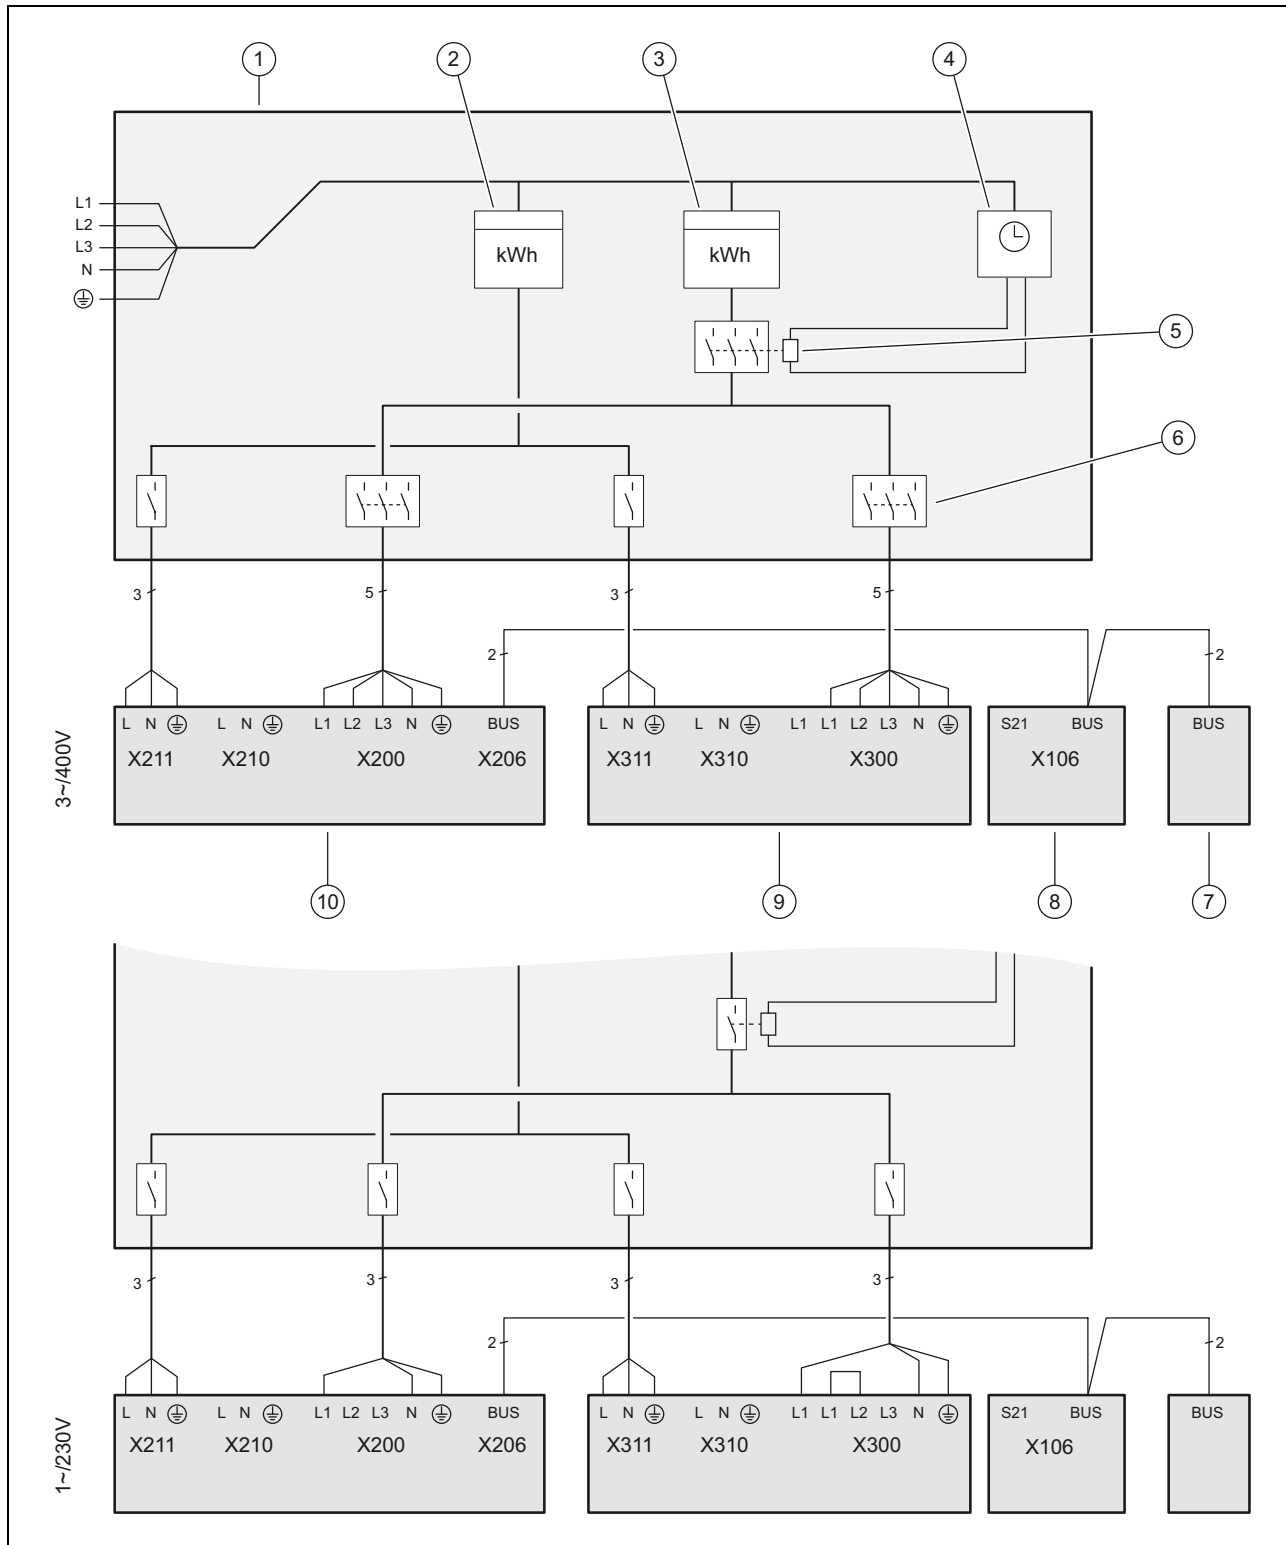 1 2 3 4
L1
L2
L3
N
kWh kWh
5
6
3 5 3 5
2 2
L N L N L1 L2 L3 N BUS L N L N L1 L1 L2 L3 N S21 BUS BUS
X211 X210 X200 X206 X311 X310 X300 X106
3~/400V
10 9 8 7
3 3 3 3
2 2
L N L N L1 L2 L3 N BUS L N L N L1 L1 L2 L3 N S21 BUS BUS
X211 X210 X200 X206 X311 X310 X300 X106
1~/230V